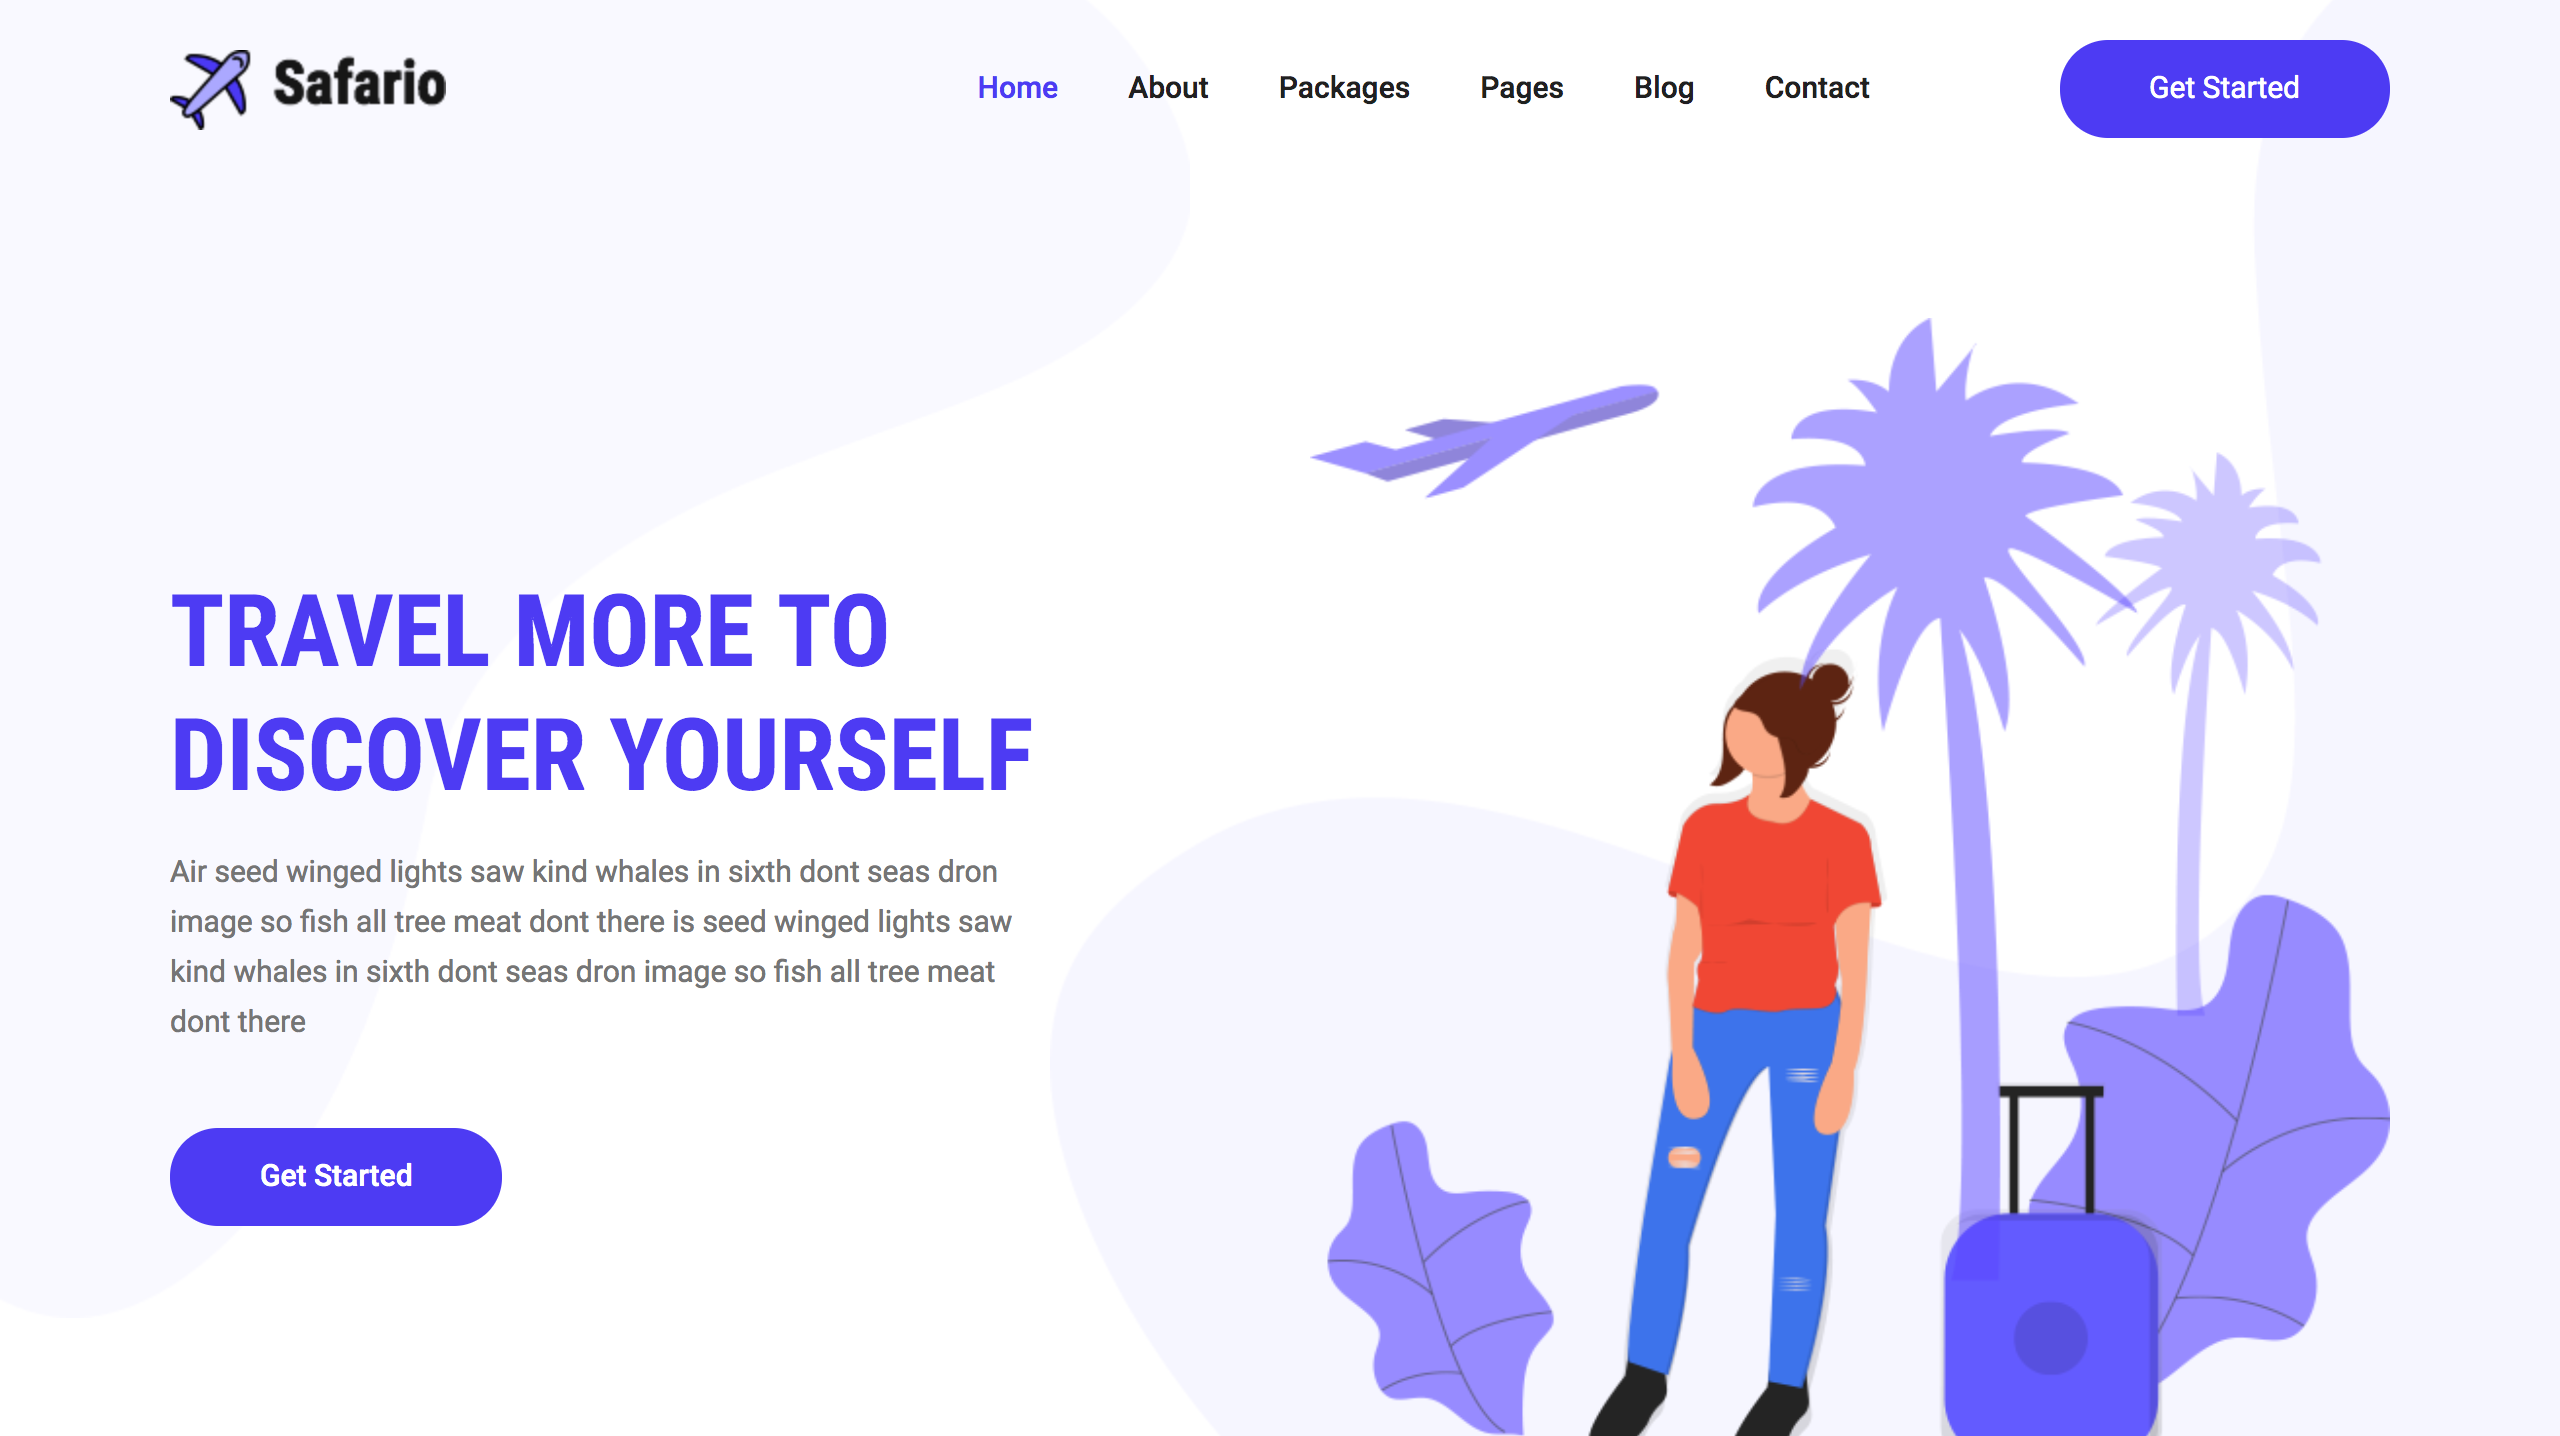 Safario
Home About Packages Pages Blog Contact Get Started
TRAVEL MORE TO
DISCOVER YOURSELF
Air seed winged lights saw kind whales in sixth dont seas dron
image so fish all tree meat dont there is seed winged lights saw
kind whales in sixth dont seas dron image so fish all tree meat
dont there
Get Started